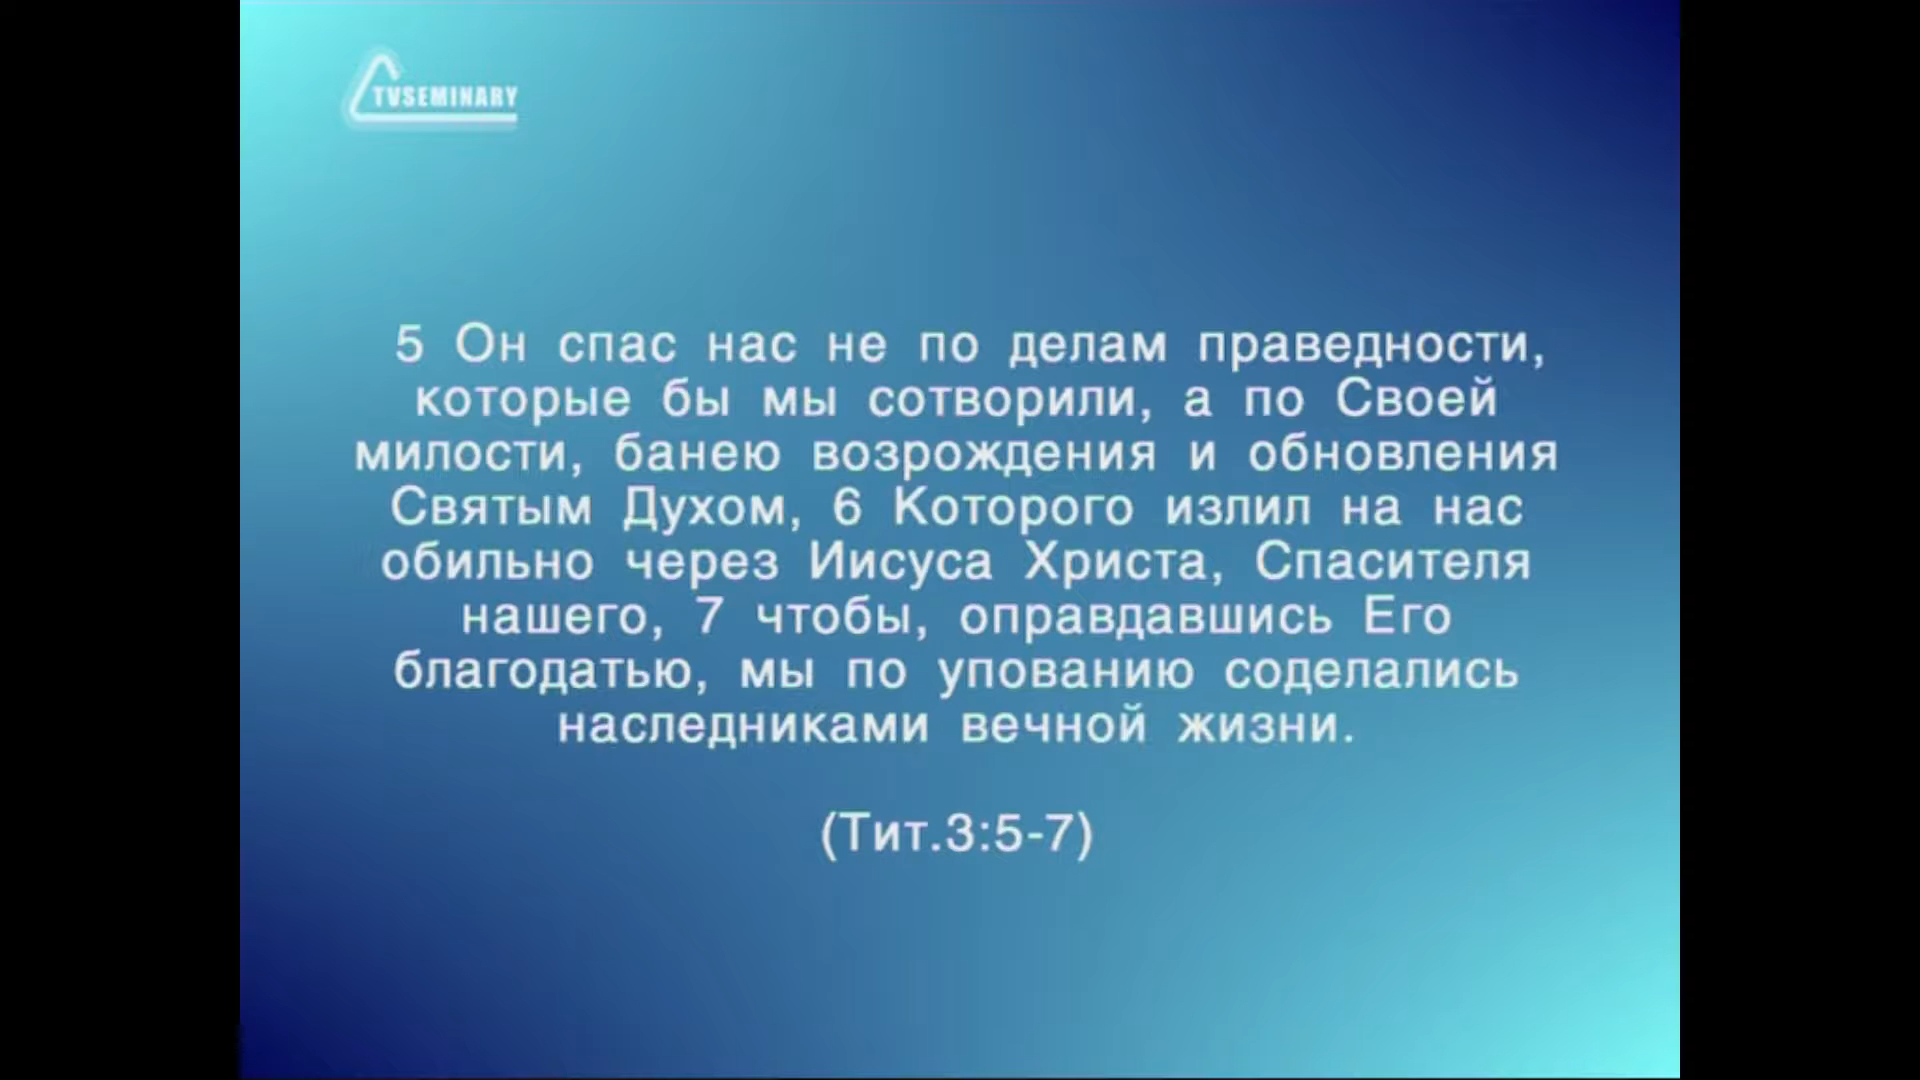 TVSEMINARY
5 Он спас нас не по делам праведности,
которые бы мы сотворили, а по Своей
милости, банею возрождения и обновления
Святым Духом, 6 Которого излил на нас
обильно через Иисуса Христа, Спасителя
нашего, 7 чтобы, оправдавшись Его
благодатью, мы по упованию соделались
наследниками вечной жизни.
(Тит.3:5-7)